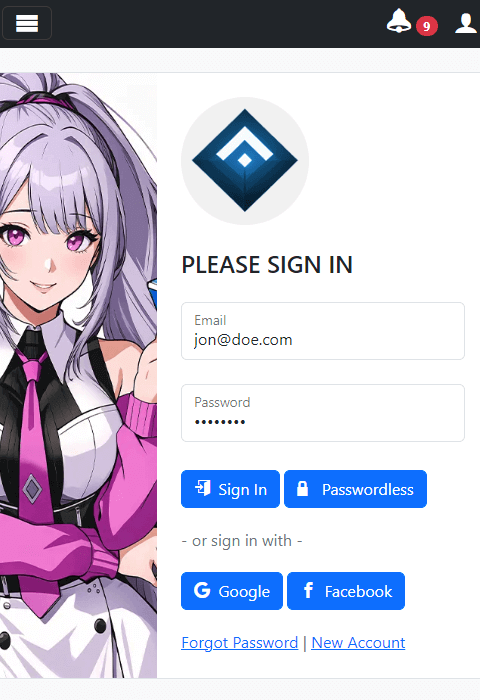 9
PLEASE SIGN IN
Email
jon@doe.com
Password
••••••••
Sign In Passwordless
- or sign in with -
Google Facebook
Forgot Password | New Account